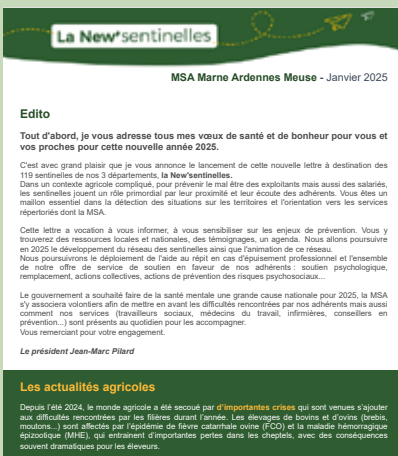 La New'sentinelles
MSA Marne Ardennes Meuse - Janvier 2025
Edito
Tout d'abord, je vous adresse tous mes vœux de santé et de bonheur pour vous et
vos proches pour cette nouvelle année 2025.
C'est avec grand plaisir que je vous annonce le lancement de cette nouvelle lettre à destination des
119 sentinelles de nos 3 départements, la New'sentinelles.
Dans un contexte agricole compliqué, pour prévenir le mal être des exploitants mais aussi des salariés,
les sentinelles jouent un rôle primordial par leur proximité et leur écoute des adhérents. Vous êtes un
maillon essentiel dans la détection des situations sur les territoires et l'orientation vers les services
répertoriés dont la MSA.
Cette lettre a vocation à vous informer, à vous sensibiliser sur les enjeux de prévention. Vous y
trouverez des ressources locales et nationales, des témoignages, un agenda. Nous allons poursuivre
en 2025 le développement du réseau des sentinelles ainsi que l'animation de ce réseau.
Nous poursuivrons le déploiement de l'aide au répit en cas d'épuisement professionnel et l'ensemble
de notre offre de service de soutien en faveur de nos adhérents : soutien psychologique,
remplacement, actions collectives, actions de prévention des risques psychosociaux...
Le gouvernement a souhaité faire de la santé mentale une grande cause nationale pour 2025, la MSA
s'y associera volontiers afin de mettre en avant les difficultés rencontrées par nos adhérents mais aussi
comment nos services (travailleurs sociaux, médecins du travail, infirmières, conseillers en
prévention...) sont présents au quotidien pour les accompagner.
Vous remerciant pour votre engagement.
Le président Jean-Marc Pilard
Les actualités agricoles
Depuis l'été 2024, le monde agricole a été secoué par d'importantes crises qui sont venues s'ajouter
aux difficultés rencontrées par les filières durant l'année. Les élevages de bovins et d'ovins (brebis,
moutons...) sont affectés par l'épidémie de fièvre catarrhale ovine (FCO) et la maladie hémorragique
épizootique (MHE), qui entrainent d'importantes pertes dans les cheptels, avec des conséquences
souvent dramatiques pour les éleveurs.